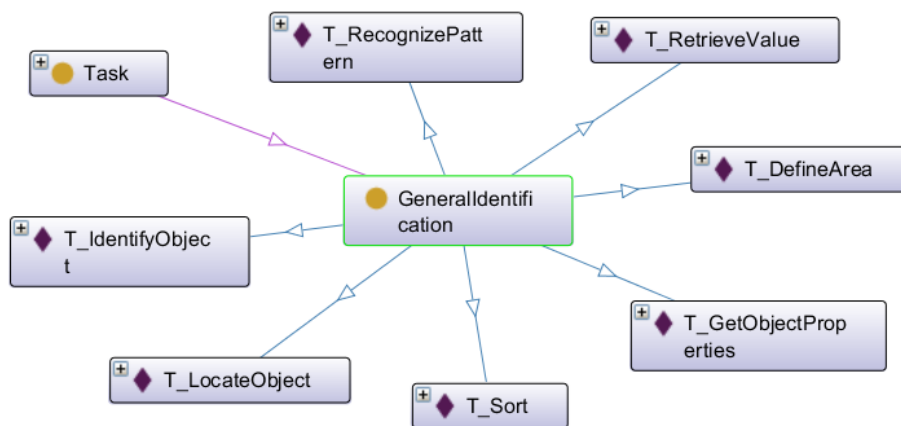 T_RecognizePatt
ern
T_RetrieveValue
Task
T_DefineArea
GeneralIdentifi
cation
T_IdentifyObjec
t
T_GetObjectProp
erties
T_LocateObject
T_Sort